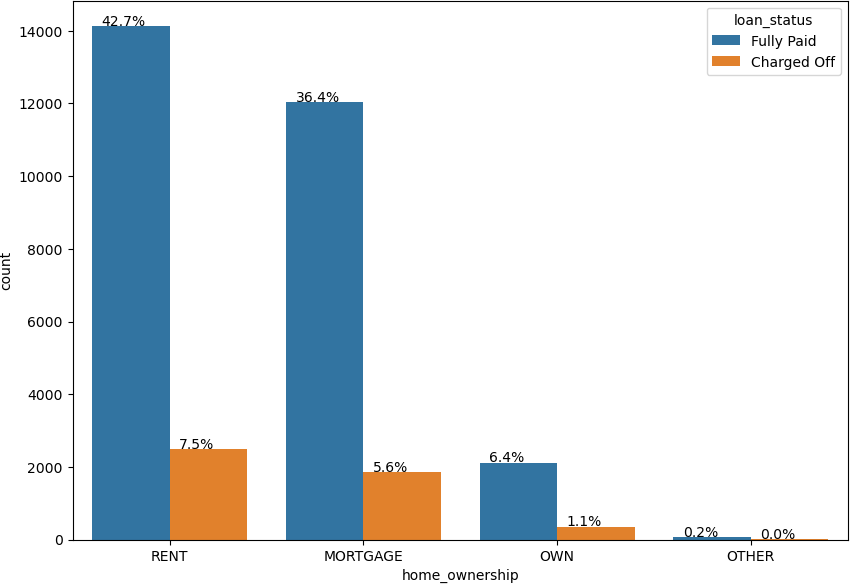 42.7%
36.4%
7.5%
5.6%
6.4%
1.1%
0.2%
0.0%
loan_status
Fully Paid
Charged Off
14000
12000
10000
8000
6000
4000
2000
0
count
RENT
MORTGAGE
OWN
OTHER
home_ownership